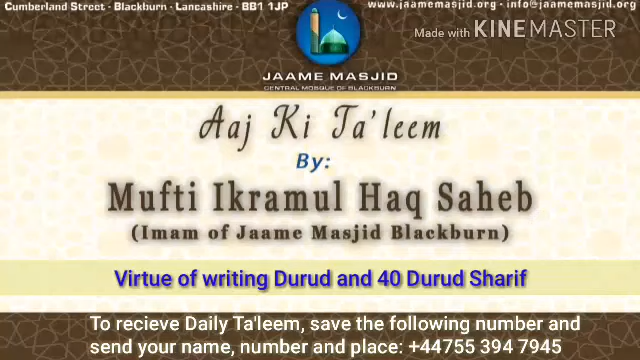 Cumberland Street - Blackburn - Lancashire - BB1 1JP
www.jaamemasjid.org - info@jaamemasjid.org
Made with KINEMASTER
JAAME MASJID
CENTRAL MOSQUE OF BLACKBURN
Aaj Ki Ta'leem
By:
Mufti Ikramul Haq Saheb
(Imam of Jaame Masjid Blackburn)
Virtue of writing Durud and 40 Durud Sharif
To recieve Daily Ta'leem, save the following number and
send your name, number and place: +44755 394 7945